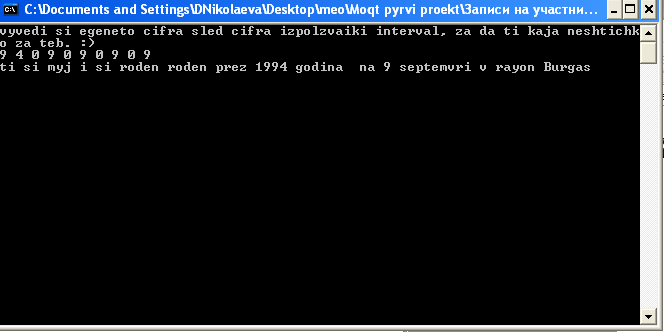 C:\Documents and Settings\DNikolaeva\Desktop\meo\Moqt pyrvi proekt\Записи на участни...
vyvedi si egeneto cifra sled cifra izpolzvaiki interval, za da ti kaja neshtichk
o za teb. :)
9 4 0 9 0 9 0 9 0 9
ti si myj i si roden roden prez 1994 godina  na 9 septemvri v rayon Burgas